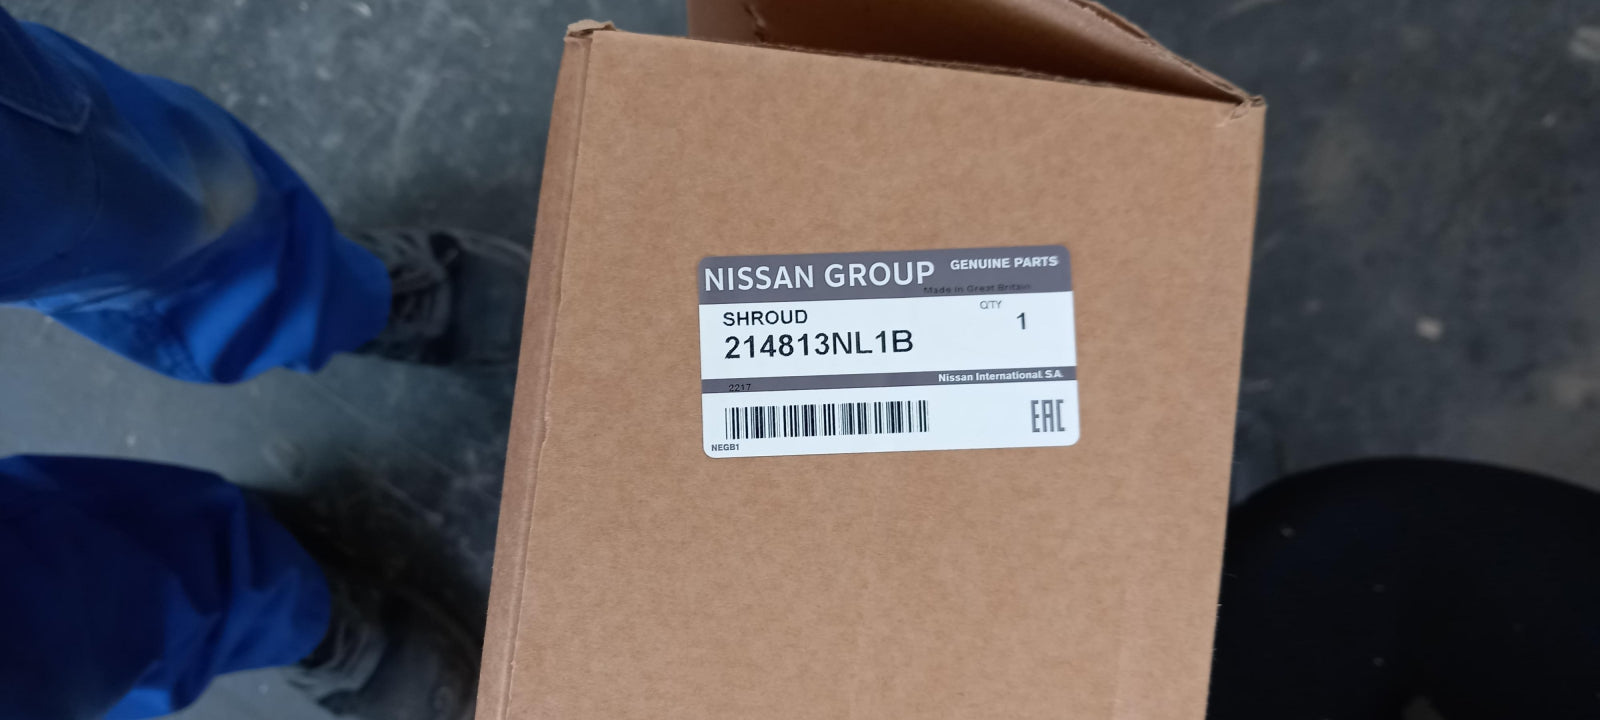 NISSAN GROUP GENUINE PARTS
Made in Great Britain
SHROUD QTY
214813NL1B 1
2217 Nissan International S.A.
EAC
NEGB1